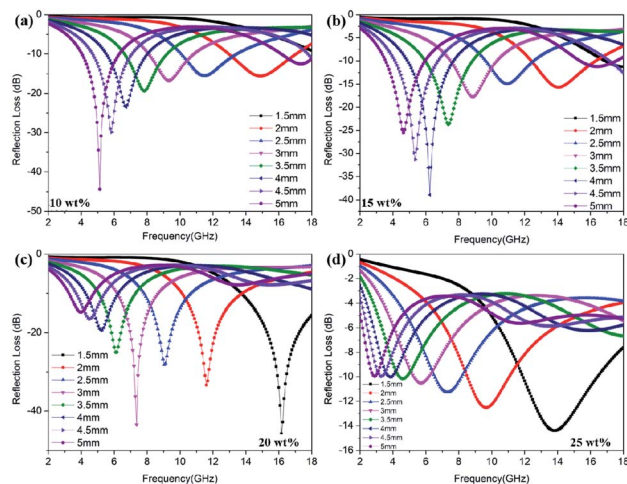 (a)
0
-10
-20
-30
-40
-50
Reflection Loss (dB)
1.5mm
2mm
2.5mm
3mm
3.5mm
4mm
4.5mm
5mm
10 wt%
2 4 6 8 10 12 14 16 18
Frequency(GHz)
(b)
0
-5
-10
-15
-20
-25
-30
-35
-40
Reflection Loss (dB)
1.5mm
2mm
2.5mm
3mm
3.5mm
4mm
4.5mm
5mm
15 wt%
2 4 6 8 10 12 14 16 18
Frequency(GHz)
(c)
0
-20
-40
Reflection Loss (dB)
1.5mm
2mm
2.5mm
3mm
3.5mm
4mm
4.5mm
5mm
20 wt%
2 4 6 8 10 12 14 16 18
Frequency(GHz)
(d)
0
-2
-4
-6
-8
-10
-12
-14
-16
Reflection Loss (dB)
1.5mm
2mm
2.5mm
3mm
3.5mm
4mm
4.5mm
5mm
25 wt%
2 4 6 8 10 12 14 16 18
Frequency(GHz)